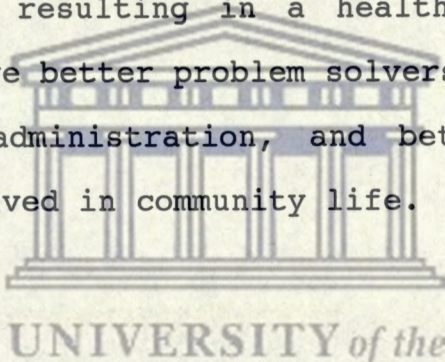 resulting in a health
e better problem solvers
administration, and bet
ved in community life.
UNIVERSITY of the